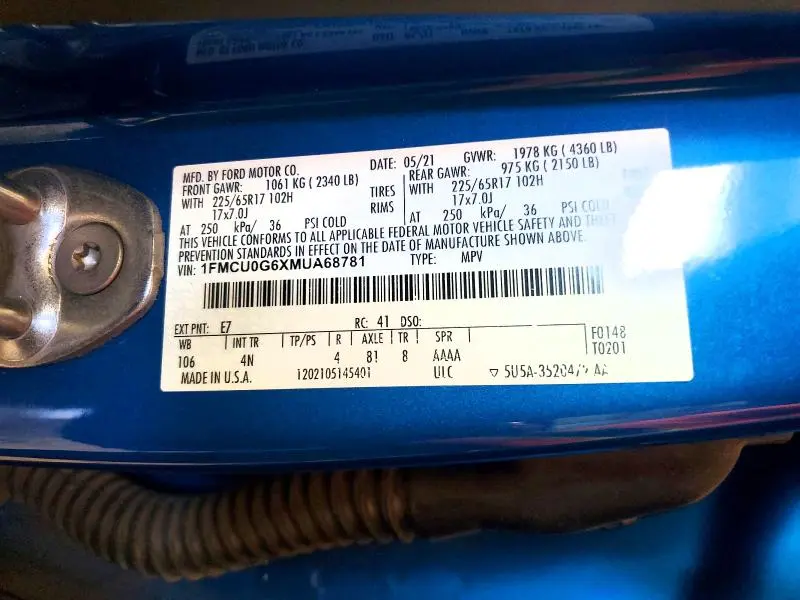 MFD. BY FORD MOTOR CO.
DATE: 05/21
GVWR: 1978 KG ( 4360 LB)
FRONT GAWR: 1061 KG ( 2340 LB)
REAR GAWR: 975 KG ( 2150 LB)
WITH 225/65R17 102H TIRES
WITH 225/65R17 102H
17x7.0J RIMS
17x7.0J
AT 250 kPa/ 36 PSI COLD
AT 250 kPa/ 36 PSI COLD
THIS VEHICLE CONFORMS TO ALL APPLICABLE FEDERAL MOTOR VEHICLE SAFETY AND
PREVENTION STANDARDS IN EFFECT ON THE DATE OF MANUFACTURE SHOWN ABOVE.
VIN: 1FMCU0G6XMUA68781 TYPE: MPV
EXT PNT: E7 RC: 41 DSO:
F0148
WB INT TR TP/PS R AXLE TR SPR
T0201
106 4N 4 8! 8 AAAA
MADE IN U.S.A. 1202105145401 ULC